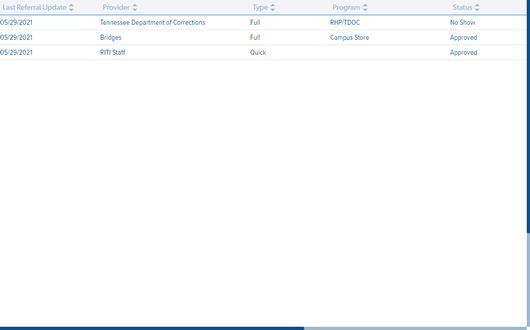 Last Referral Update Provider Type Program Status
05/29/2021 Tennessee Department of Corrections Full RHP/TDOC No Show
05/29/2021 Bridges Full Campus Store Approved
05/29/2021 RITI Staff Quick Approved